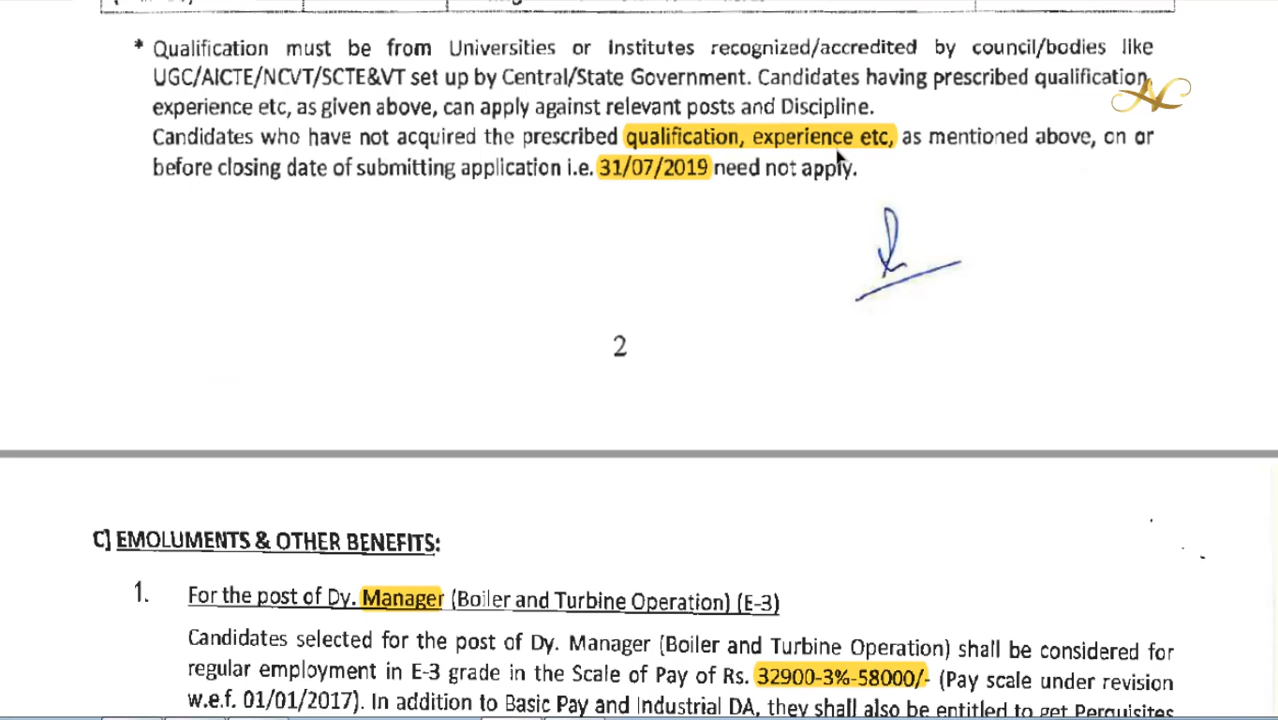 * Qualification must be from Universities or Institutes recognized/accredited by council/bodies like
UGC/AICTE/NCVT/SCTE&VT set up by Central/State Government. Candidates having prescribed qualification,
experience etc, as given above, can apply against relevant posts and Discipline.
Candidates who have not acquired the prescribed qualification, experience etc, as mentioned above, on or
before closing date of submitting application i.e. 31/07/2019 need not apply.
2
C] EMOLUMENTS & OTHER BENEFITS:
1. For the post of Dy. Manager (Boiler and Turbine Operation) (E-3)
Candidates selected for the post of Dy. Manager (Boiler and Turbine Operation) shall be considered for
regular employment in E-3 grade in the Scale of Pay of Rs. 32900-3%-58000/- (Pay scale under revision
w.e.f. 01/01/2017). In addition to Basic Pay and Industrial DA, they shall also be entitled to get Perquisites